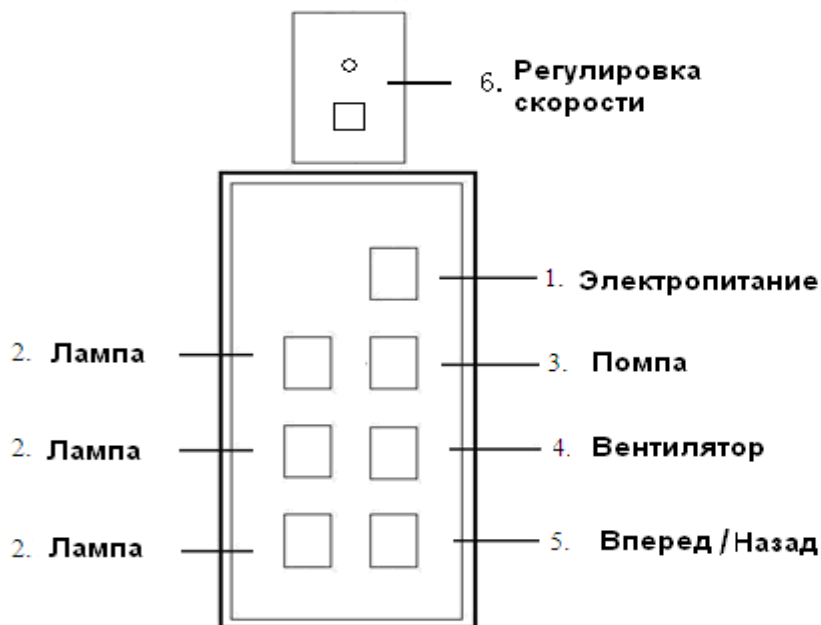 6. Регулировка
скорости
1. Электропитание
2. Лампа
3. Помпа
2. Лампа
4. Вентилятор
2. Лампа
5. Вперед / Назад